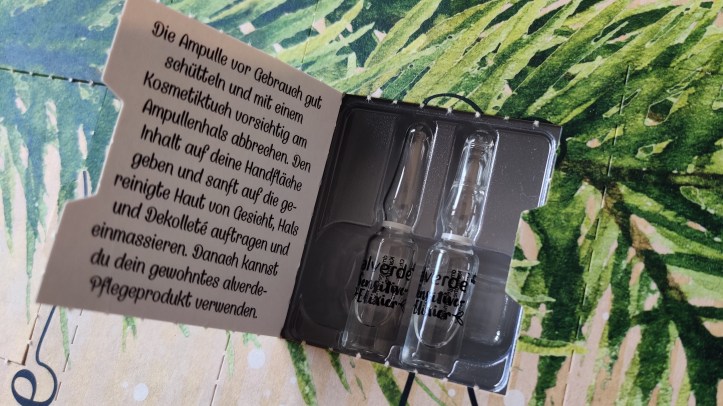 Die Ampulle vor Gebrauch gut
schütteln und mit einem
Kosmetiktuch vorsichtig am
Ampullenhals abbrechen. Den
Inhalt auf deine Handfläche
geben und sanft auf die ge-
reinigte Haut von Gesicht, Hals
und Dekolleté auftragen und
einmassieren. Danach kannst
du dein gewohntes alverde-
Pflegeprodukt verwenden.
alverde
alverde
e